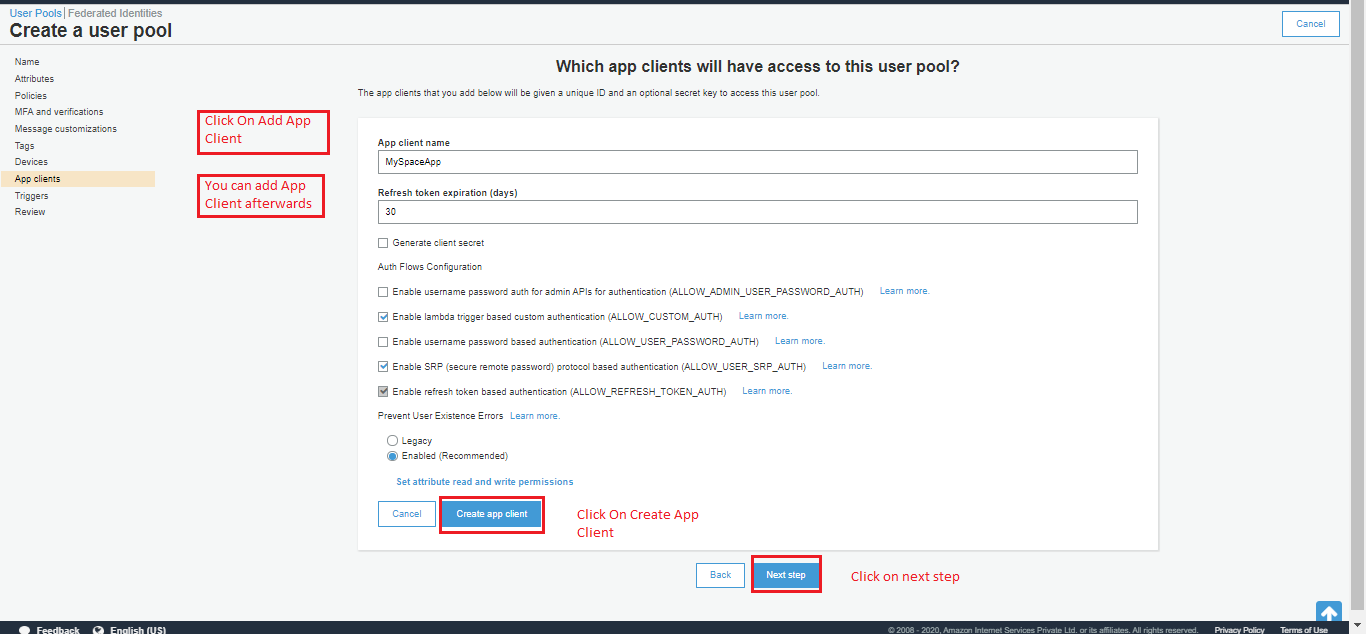 User Pools | Federated Identities
Create a user pool
Cancel
Name
Attributes
Policies
MFA and verifications
Message customizations
Tags
Devices
App clients
Triggers
Review
Click On Add App
Client
You can add App
Client afterwards
Which app clients will have access to this user pool?
The app clients that you add below will be given a unique ID and an optional secret key to access this user pool.
App client name
MySpaceApp
Refresh token expiration (days)
30
Generate client secret
Auth Flows Configuration
Enable username password auth for admin APIs for authentication (ALLOW_ADMIN_USER_PASSWORD_AUTH) Learn more.
Enable lambda trigger based custom authentication (ALLOW_CUSTOM_AUTH) Learn more.
Enable username password based authentication (ALLOW_USER_PASSWORD_AUTH) Learn more.
Enable SRP (secure remote password) protocol based authentication (ALLOW_USER_SRP_AUTH) Learn more.
Enable refresh token based authentication (ALLOW_REFRESH_TOKEN_AUTH) Learn more.
Prevent User Existence Errors Learn more.
Legacy
Enabled (Recommended)
Set attribute read and write permissions
Cancel
Create app client
Click On Create App
Client
Back
Next step
Click on next step
Feedback
English (US)
© 2008 - 2020, Amazon Internet Services Private Ltd. or its affiliates. All rights reserved.
Privacy Policy
Terms of Use